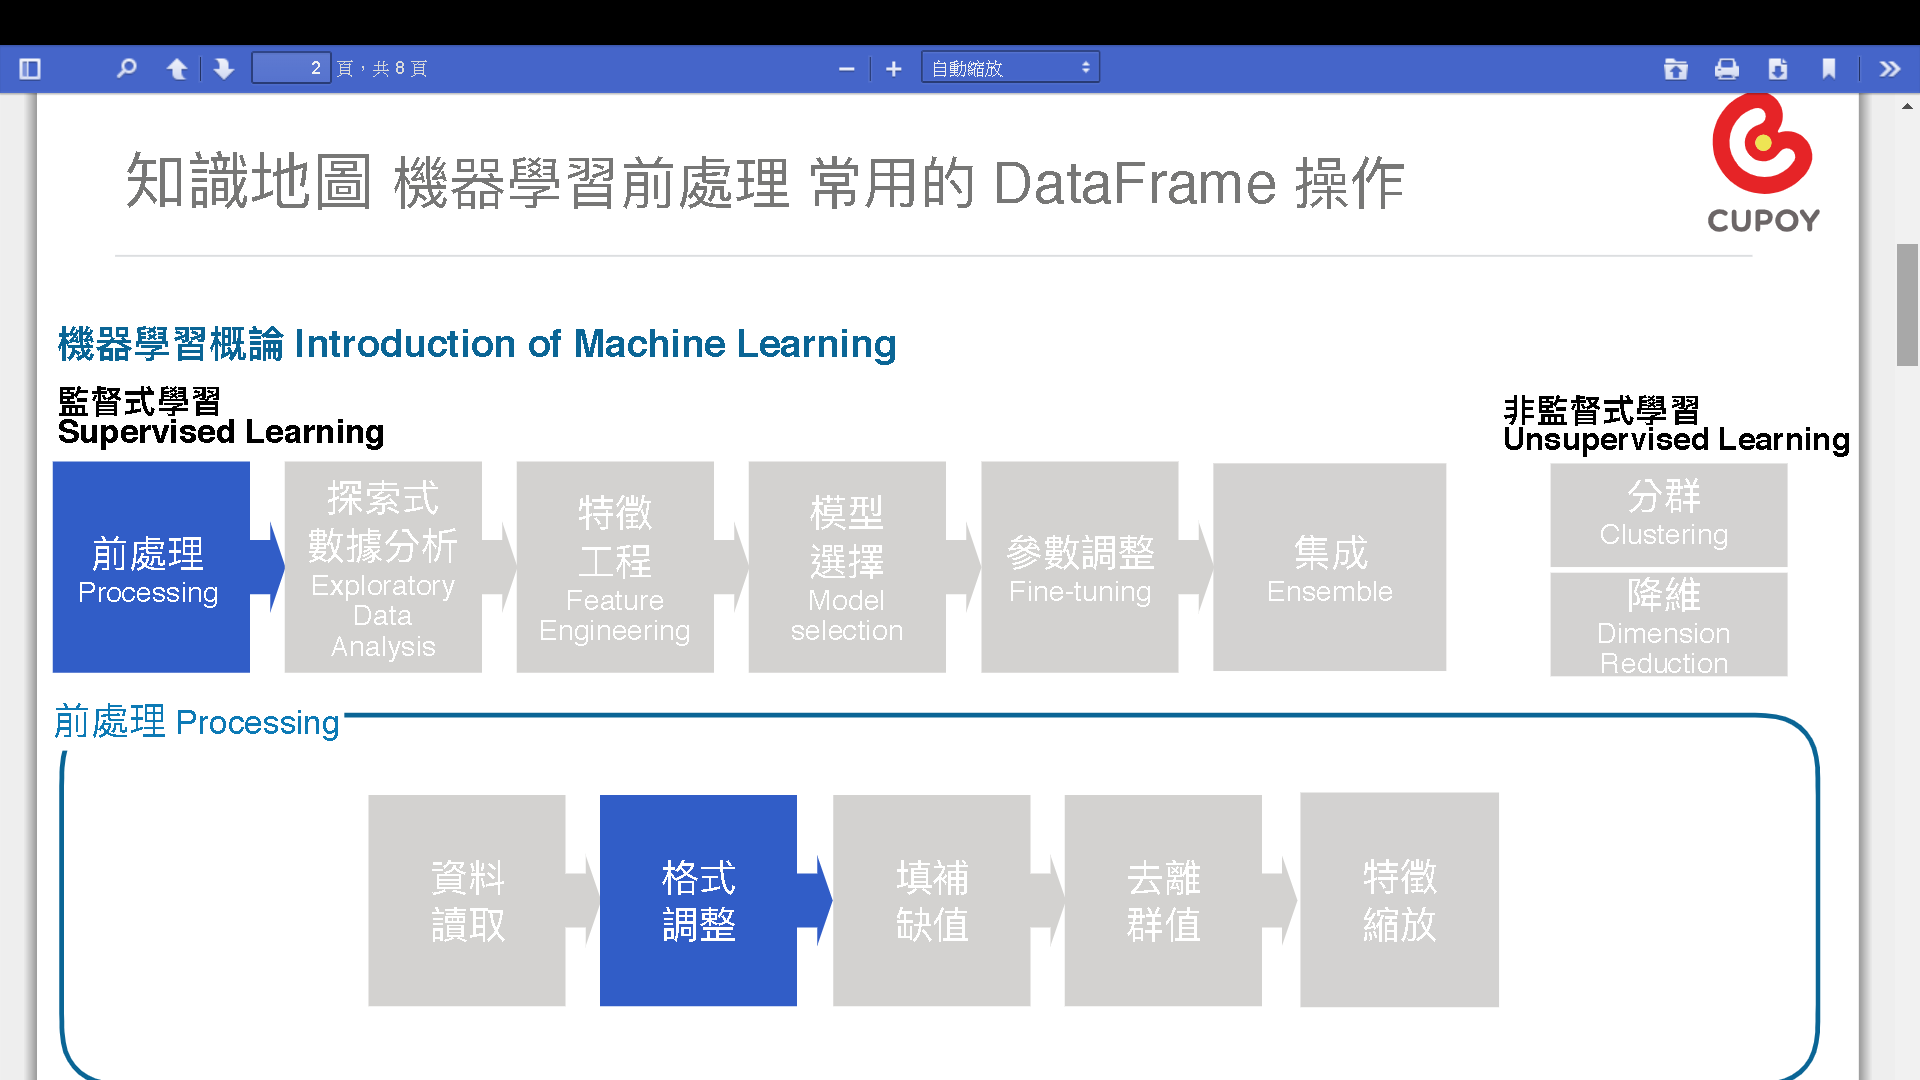 2 頁，共 8 頁
自動縮放
知識地圖 機器學習前處理 常用的 DataFrame 操作
CUPOY
機器學習概論 Introduction of Machine Learning
監督式學習
Supervised Learning
非監督式學習
Unsupervised Learning
前處理
Processing
探索式
數據分析
Exploratory
Data
Analysis
特徵
工程
Feature
Engineering
模型
選擇
Model
selection
參數調整
Fine-tuning
集成
Ensemble
分群
Clustering
降維
Dimension
Reduction
前處理 Processing
資料
讀取
格式
調整
填補
缺值
去離
群值
特徵
縮放